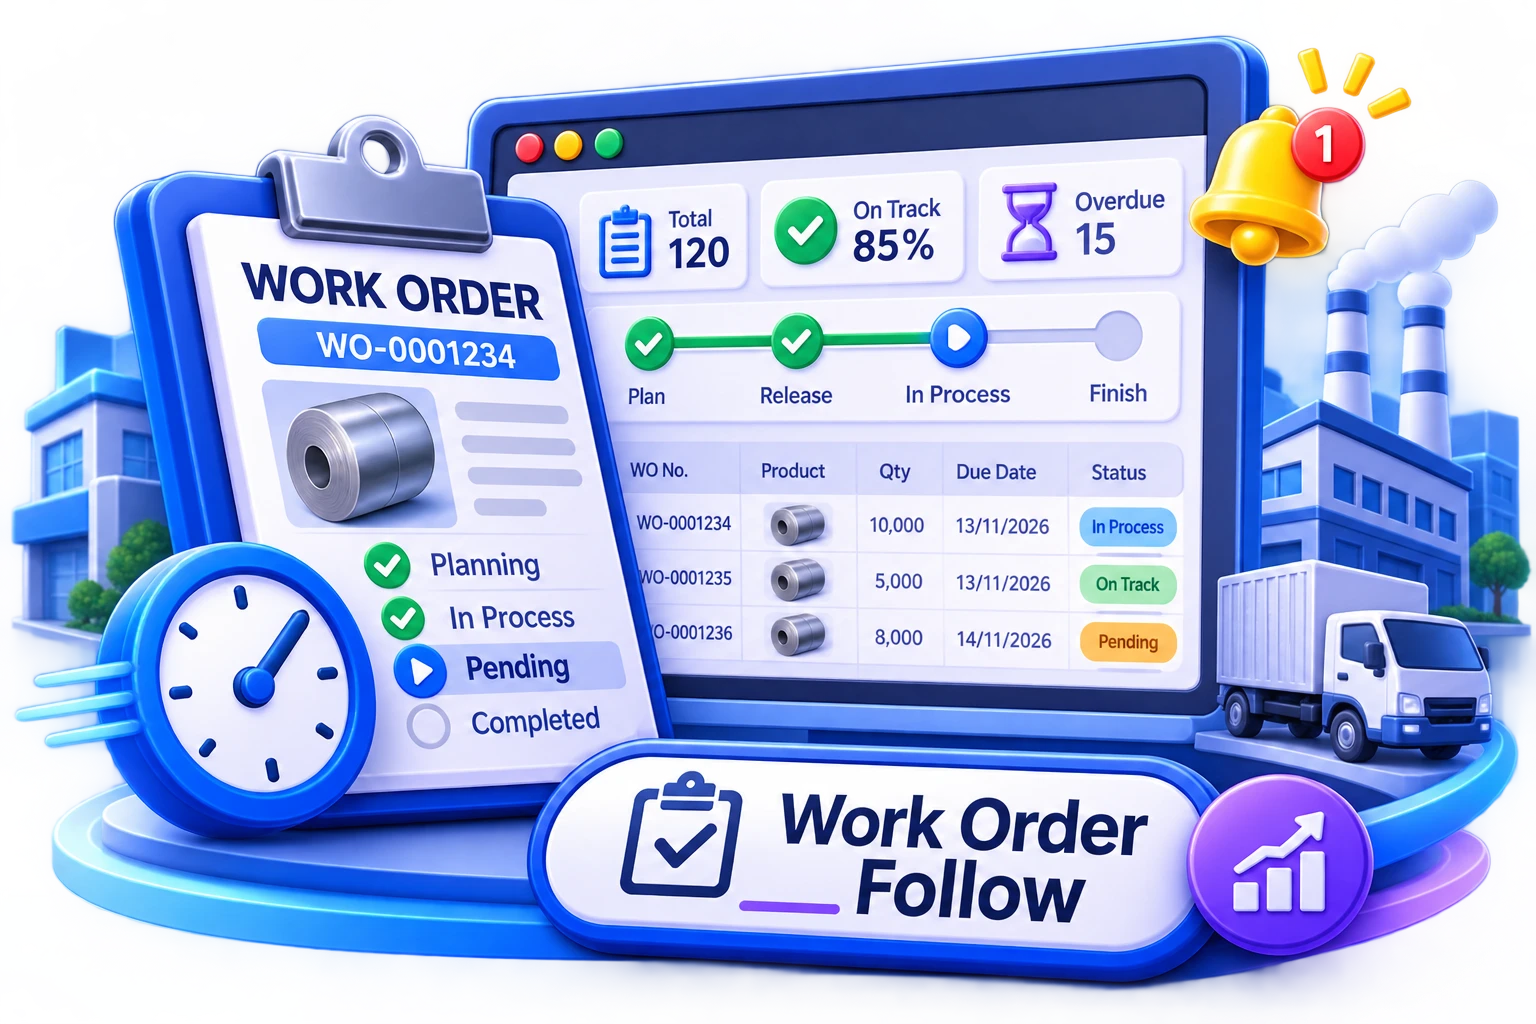 WORK ORDER
WO-0001234
Planning
In Process
Pending
Completed
Total
120
On Track
85%
Overdue
15
1
Plan
Release
In Process
Finish
WO No. Product Qty Due Date Status
WO-0001234 10,000 13/11/2026 In Process
WO-0001235 5,000 13/11/2026 On Track
O-0001236 8,000 14/11/2026 Pending
Work Order
Follow